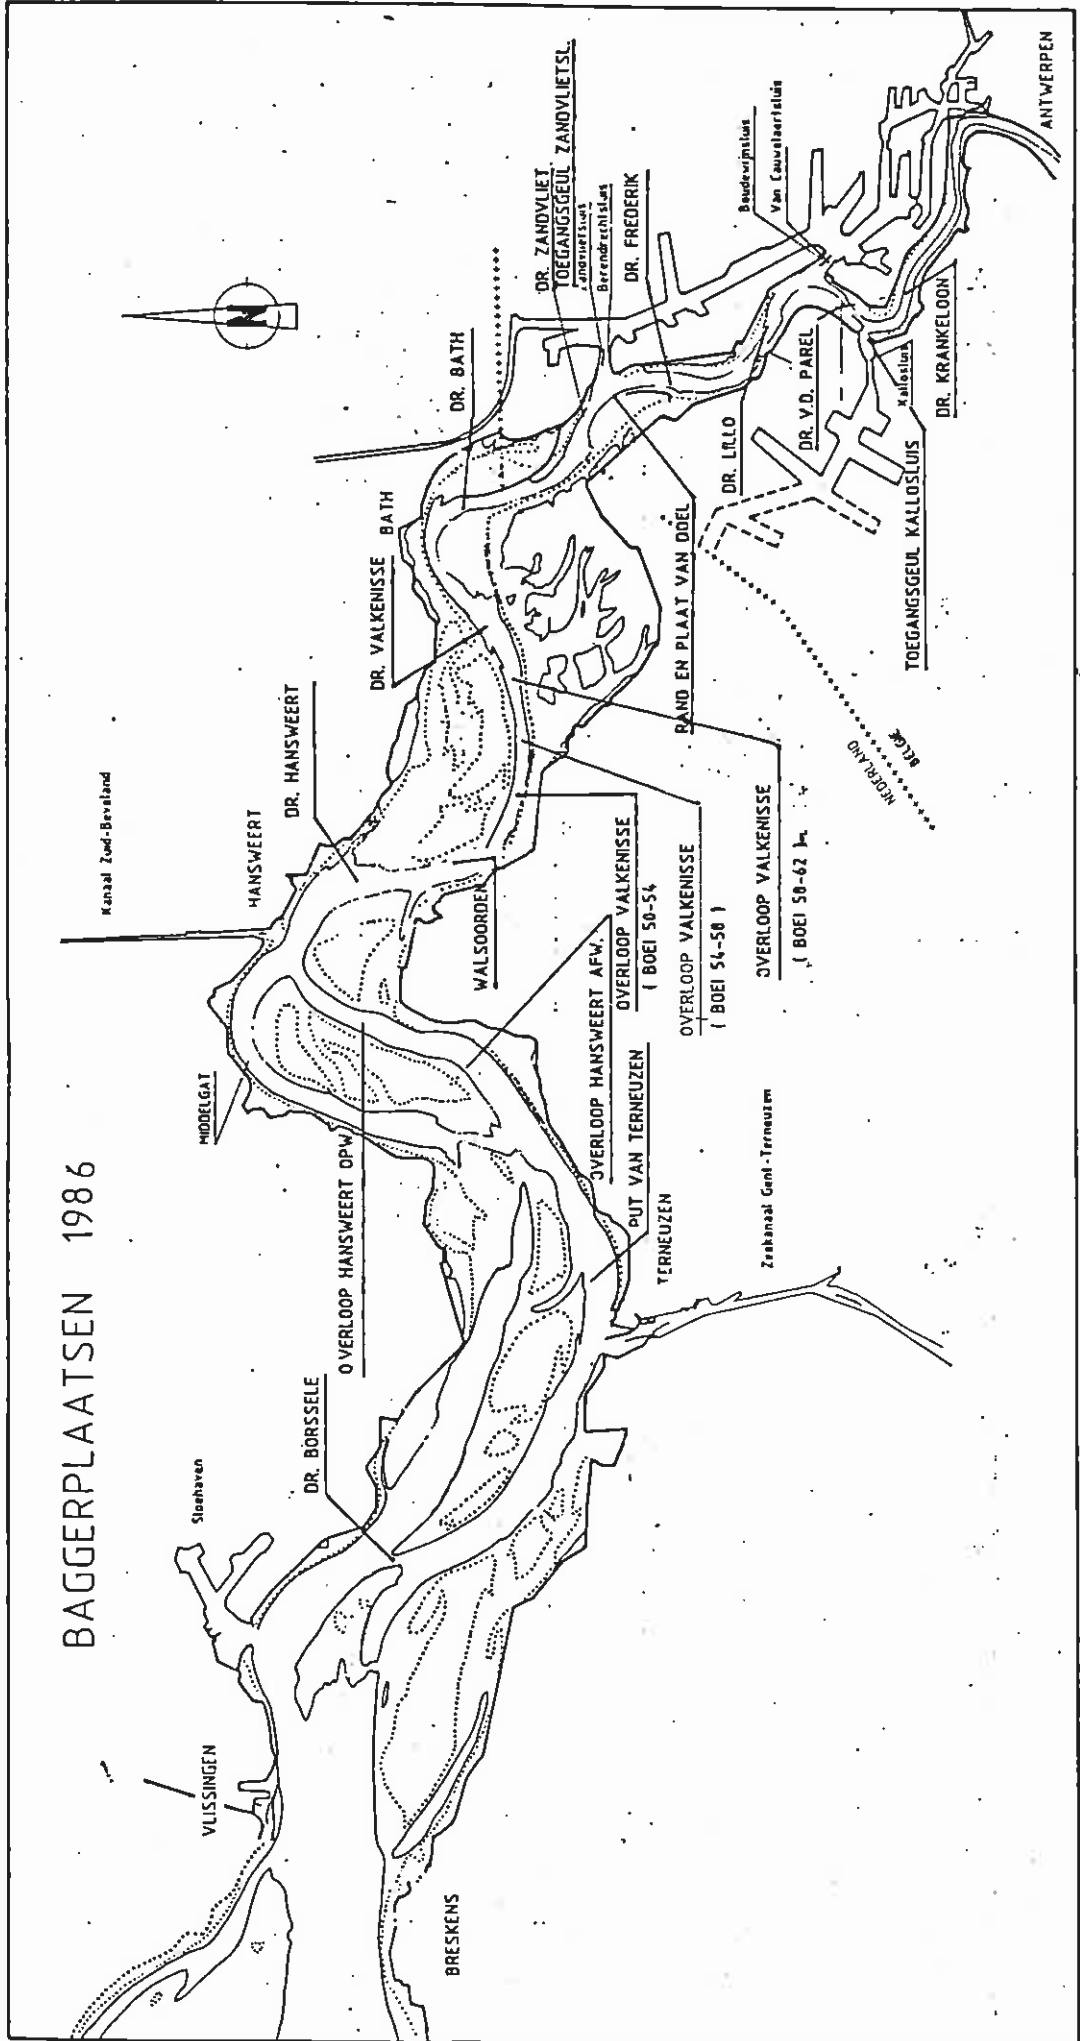 BAGGERPLAATSEN 1986
VLISSINGEN
BRESKENS
Sloehaven
DR. BORSSELE
OVERLOOP HANSWEERT OPW.
MIDDELGAT
TERNEUZEN
PUT VAN TERNEUZEN
Zeekanaal Gent-Terneuzen
OVERLOOP HANSWEERT AFW.
Kanaal Zuid-Beveland
HANSWEERT
DR. HANSWEERT
WALSOORDEN
OVERLOOP VALKENISSE
( BOEI 50-54
OVERLOOP VALKENISSE
( BOEI 54-58 )
OVERLOOP VALKENISSE
( BOEI 58-62 )
DR. VALKENISSE
BATH
DR. BATH
RAND EN PLAAT VAN DOEL
NEDERLAND
BELGIE
DR. ZANDVLIET
TOEGANGSGEUL ZANDVLIETSL.
Zandvlietsluis
Berendrechtsluis
DR. FREDERIK
DR. LILLO
DR. V.D. PAREL
TOEGANGSGEUL KALLOSLUIS
Kallosluis
DR. KRANKELOON
Boudewijnsluis
Van Cauwelaertsluis
ANTWERPEN
N